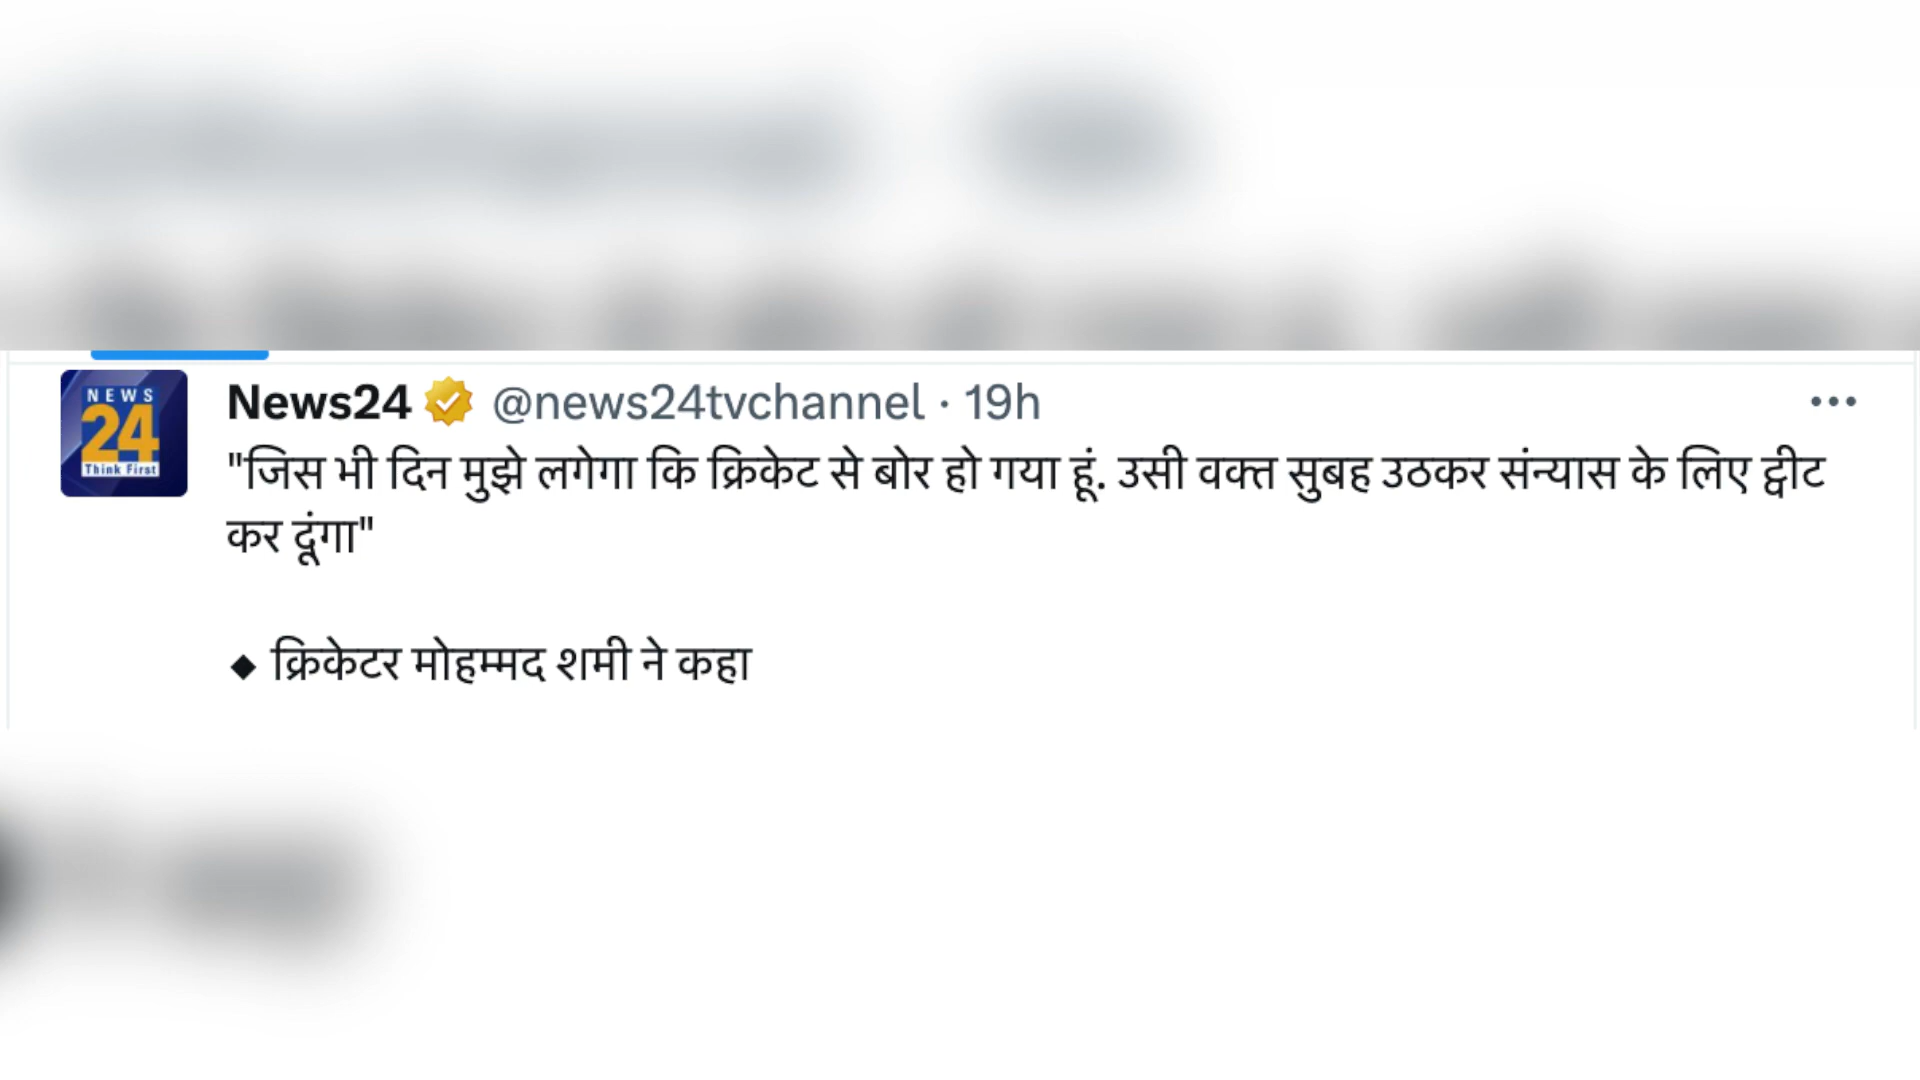 NEWS
24
Think First
News24 @news24tvchannel · 19h
"जिस भी दिन मुझे लगेगा कि क्रिकेट से बोर हो गया हूं. उसी वक्त सुबह उठकर संन्यास के लिए ट्वीट
कर दूंगा"
◆ क्रिकेटर मोहम्मद शमी ने कहा